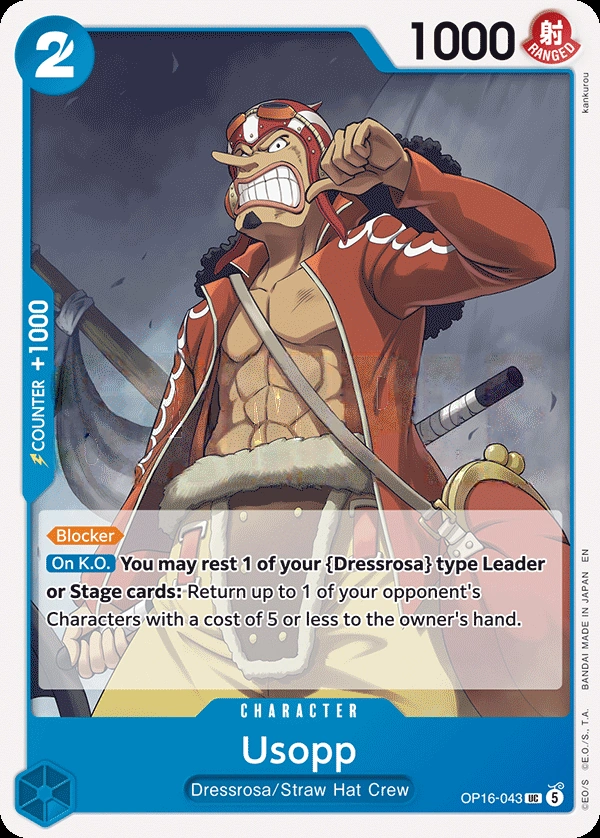 2
1000
射
RANGED
kankurou
COUNTER +1000
Blocker
On K.O. You may rest 1 of your {Dressrosa} type Leader
or Stage cards: Return up to 1 of your opponent's
Characters with a cost of 5 or less to the owner's hand.
CHARACTER
Usopp
Dressrosa/Straw Hat Crew
OP16-043 UC 5
©E.O/S ©E.O./S., T.A. BANDAI MADE IN JAPAN EN